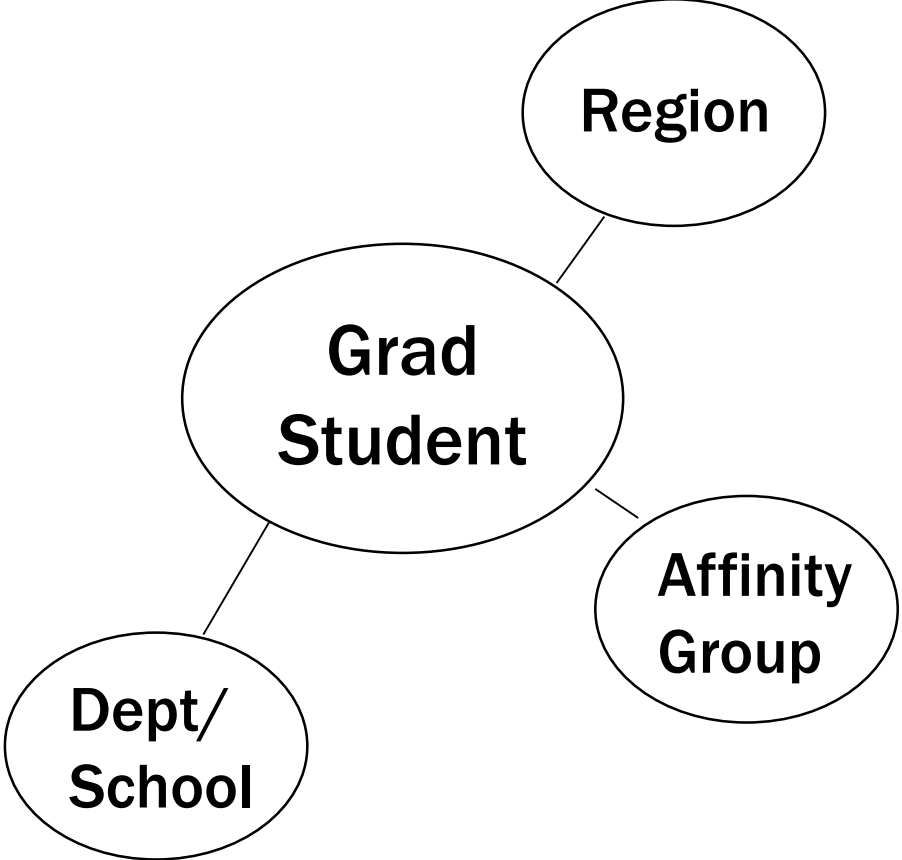 Region
Grad
Student
Affinity
Group
Dept/
School